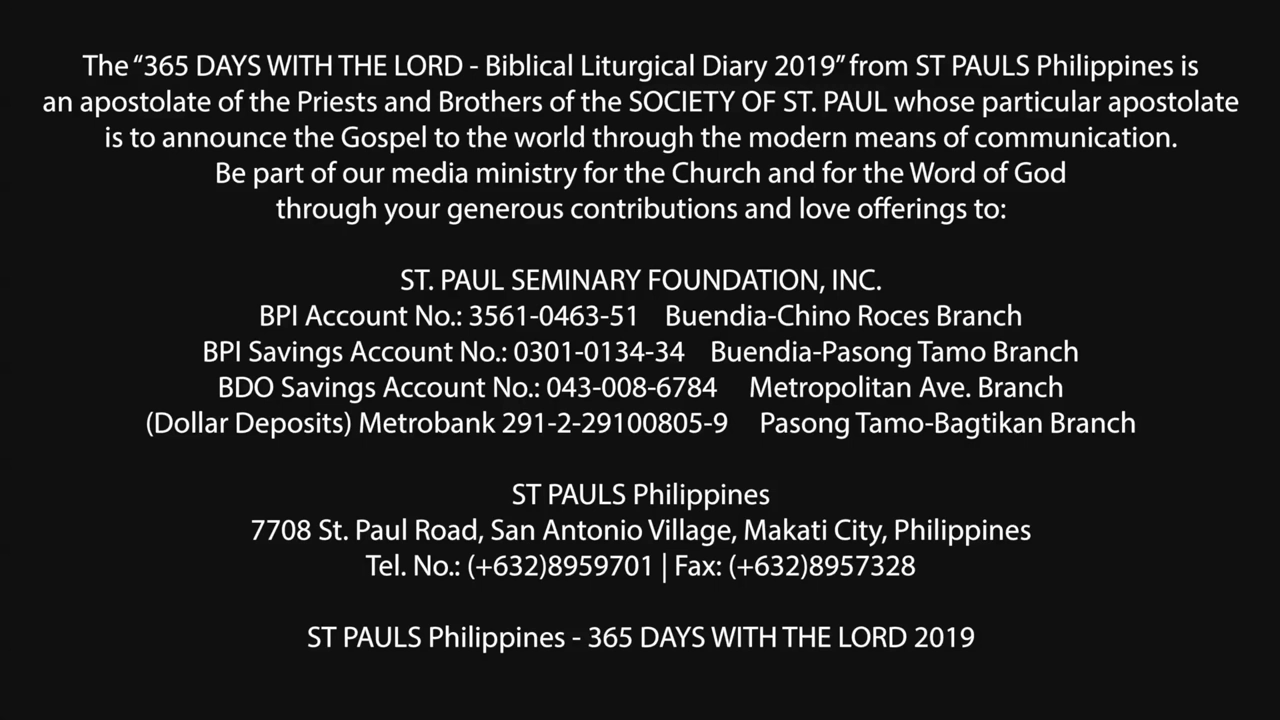 The “365 DAYS WITH THE LORD - Biblical Liturgical Diary 2019” from ST PAULS Philippines is
an apostolate of the Priests and Brothers of the SOCIETY OF ST. PAUL whose particular apostolate
is to announce the Gospel to the world through the modern means of communication.
Be part of our media ministry for the Church and for the Word of God
through your generous contributions and love offerings to:
ST. PAUL SEMINARY FOUNDATION, INC.
BPI Account No.: 3561-0463-51 Buendia-Chino Roces Branch
BPI Savings Account No.: 0301-0134-34 Buendia-Pasong Tamo Branch
BDO Savings Account No.: 043-008-6784 Metropolitan Ave. Branch
(Dollar Deposits) Metrobank 291-2-29100805-9 Pasong Tamo-Bagtikan Branch
ST PAULS Philippines
7708 St. Paul Road, San Antonio Village, Makati City, Philippines
Tel. No.: (+632)8959701 | Fax: (+632)8957328
ST PAULS Philippines - 365 DAYS WITH THE LORD 2019